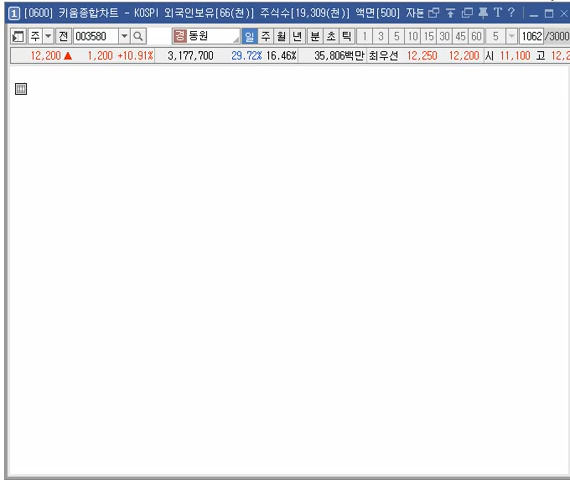 1 [0600] 키움종합차트 - KOSPI 외국인보유[66(천)] 주식수[19,309(천)] 액면[500] 자본 T ?
주 전 003580 동원 일 주 월 년 분 초 틱 1 3 5 10 15 30 45 60 5 1062 /3000
12,200 ▲ 1,200 +10.91% 3,177,700 29.72% 16.46% 35,806백만 최우선 12,250 12,200 시 11,100 고 12,2